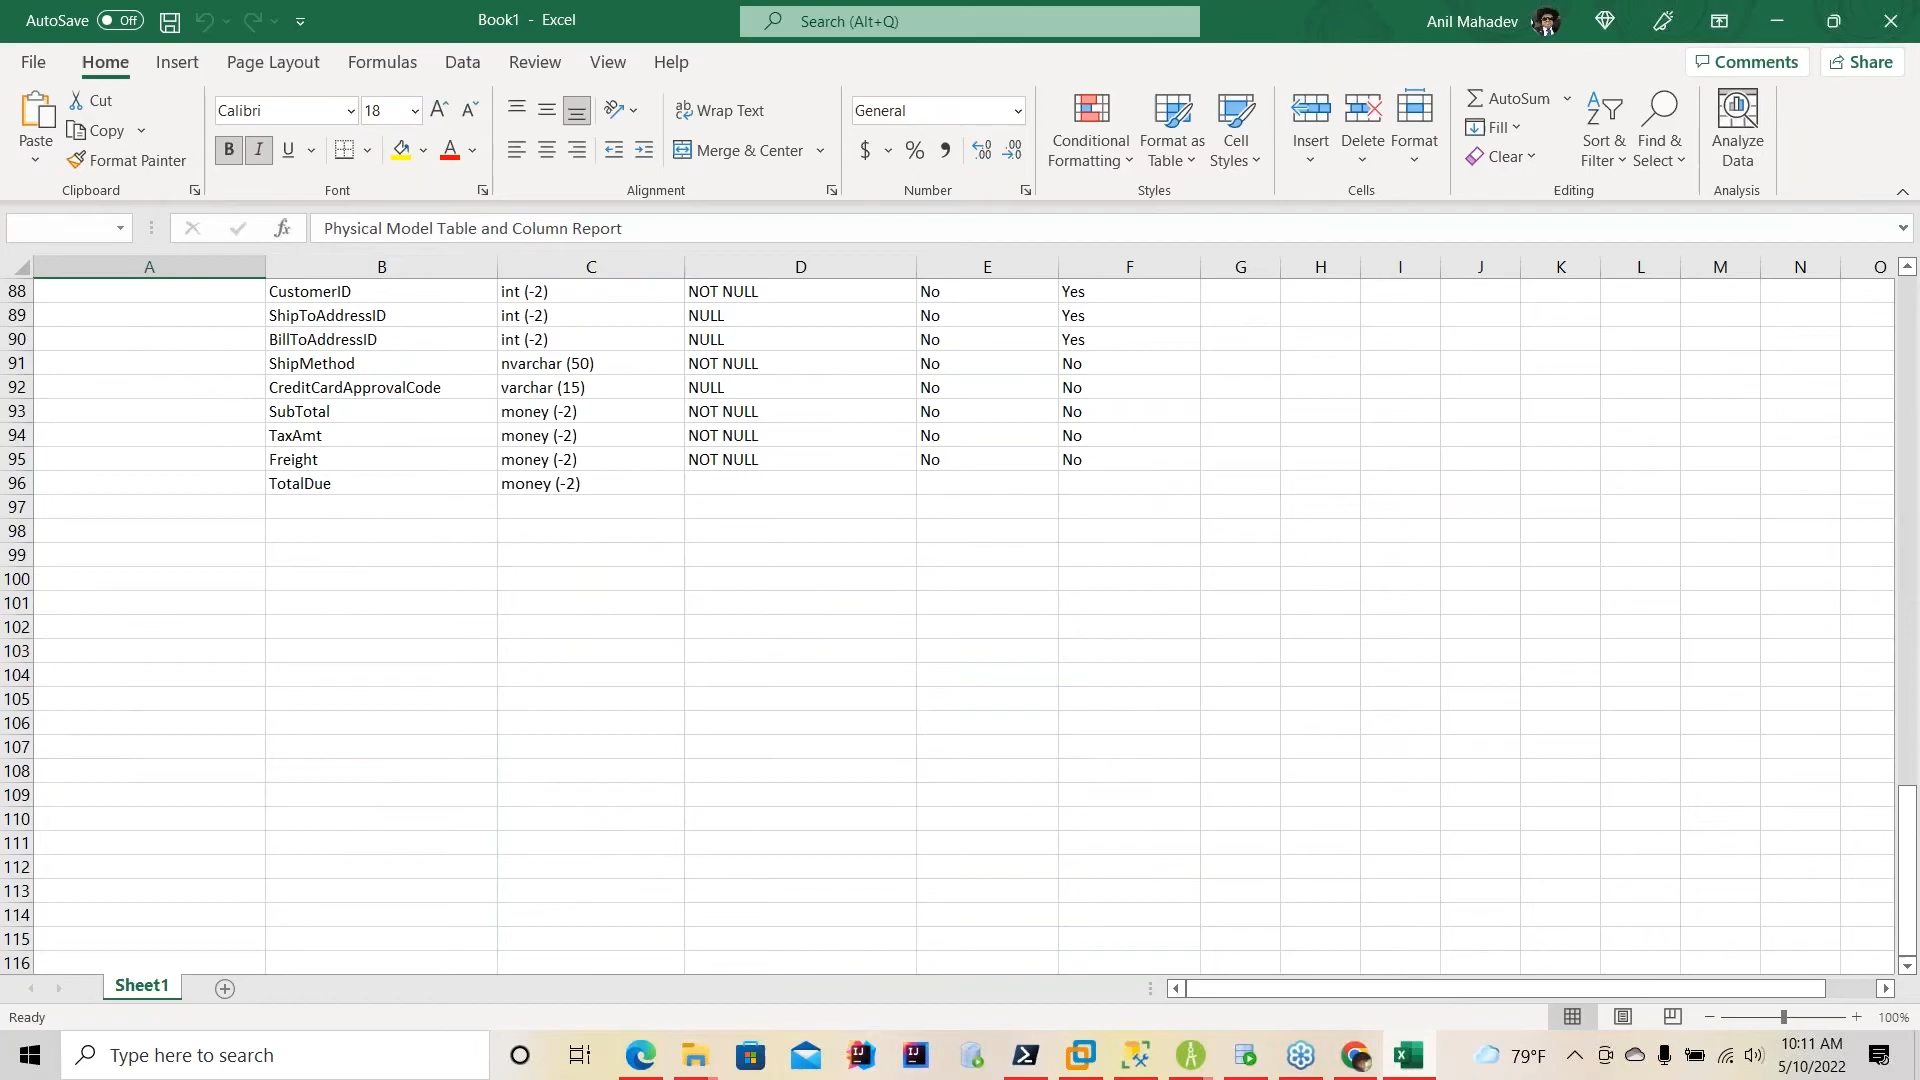 AutoSave Off
Book1 - Excel
Search (Alt+Q)
Anil Mahadev
File Home Insert Page Layout Formulas Data Review View Help
Comments Share
Paste
Cut
Copy
Format Painter
Clipboard
Calibri 18
B I U
Font
Wrap Text
Merge & Center
Alignment
General
$ % ,
Number
Conditional Formatting
Format as Table
Cell Styles
Styles
Insert Delete Format
Cells
AutoSum
Fill
Clear
Sort & Filter
Find & Select
Editing
Analyze Data
Analysis
fx Physical Model Table and Column Report
A B C D E F G H I J K L M N O
88 CustomerID int (-2) NOT NULL No Yes
89 ShipToAddressID int (-2) NULL No Yes
90 BillToAddressID int (-2) NULL No Yes
91 ShipMethod nvarchar (50) NOT NULL No No
92 CreditCardApprovalCode varchar (15) NULL No No
93 SubTotal money (-2) NOT NULL No No
94 TaxAmt money (-2) NOT NULL No No
95 Freight money (-2) NOT NULL No No
96 TotalDue money (-2)
97
98
99
100
101
102
103
104
105
106
107
108
109
110
111
112
113
114
115
116
Sheet1
Ready
100%
Type here to search
79°F
10:11 AM
5/10/2022